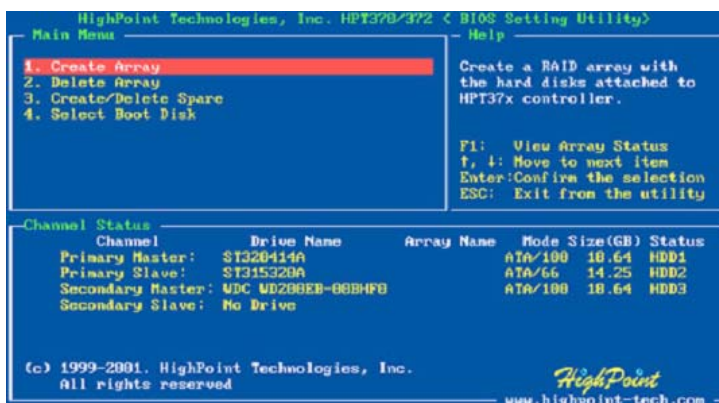 HighPoint Technologies, Inc. HPT370/372 < BIOS Setting Utility>
Main Menu
1. Create Array
2. Delete Array
3. Create/Delete Spare
4. Select Boot Disk
Help
Create a RAID array with
the hard disks attached to
HPT37x controller.
F1: View Array Status
↑, ↓: Move to next item
Enter:Confirm the selection
ESC: Exit from the utility
Channel Status
Channel Drive Name Array Name Mode Size(GB) Status
Primary Master: ST320414A ATA/100 18.64 HDD1
Primary Slave: ST315320A ATA/66 14.25 HDD2
Secondary Master: WDC WD200EB-00BHF0 ATA/100 18.64 HDD3
Secondary Slave: No Drive
(c) 1999-2001. HighPoint Technologies, Inc.
All rights reserved
HighPoint
www.highpoint-tech.com